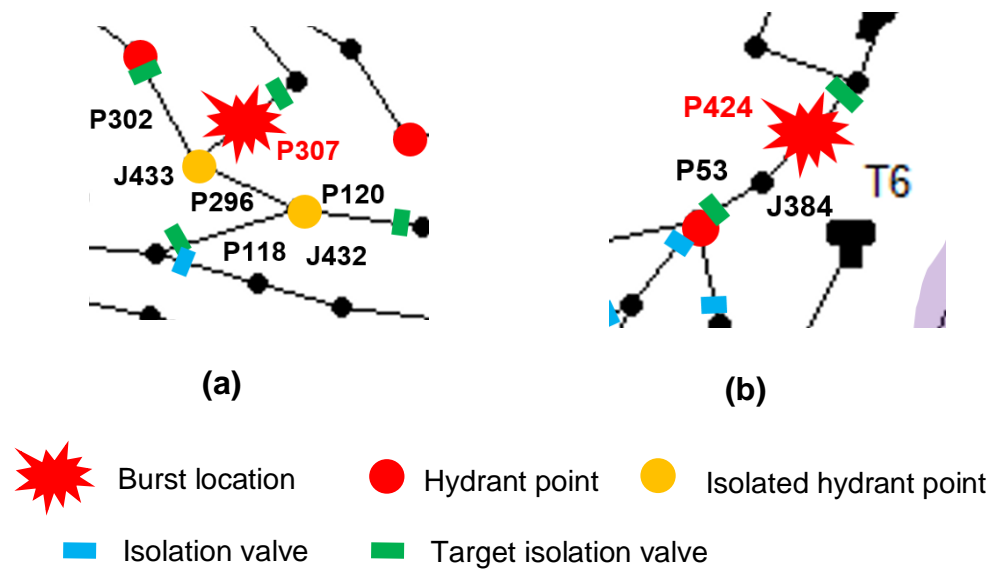 P302
P307
J433
P296
P120
P118
J432
(a)
P424
P53
T6
J384
(b)
Burst location
Hydrant point
Isolated hydrant point
Isolation valve
Target isolation valve